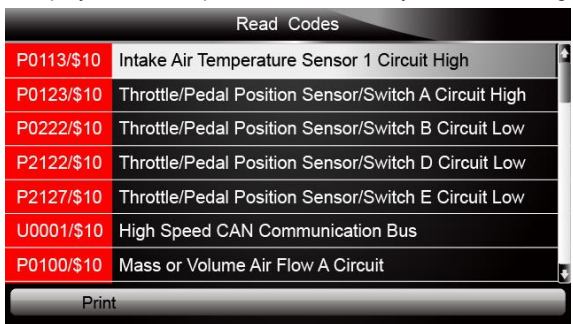 Read Codes
P0113/$10 Intake Air Temperature Sensor 1 Circuit High
P0123/$10 Throttle/Pedal Position Sensor/Switch A Circuit High
P0222/$10 Throttle/Pedal Position Sensor/Switch B Circuit Low
P2122/$10 Throttle/Pedal Position Sensor/Switch D Circuit Low
P2127/$10 Throttle/Pedal Position Sensor/Switch E Circuit Low
U0001/$10 High Speed CAN Communication Bus
P0100/$10 Mass or Volume Air Flow A Circuit
Print